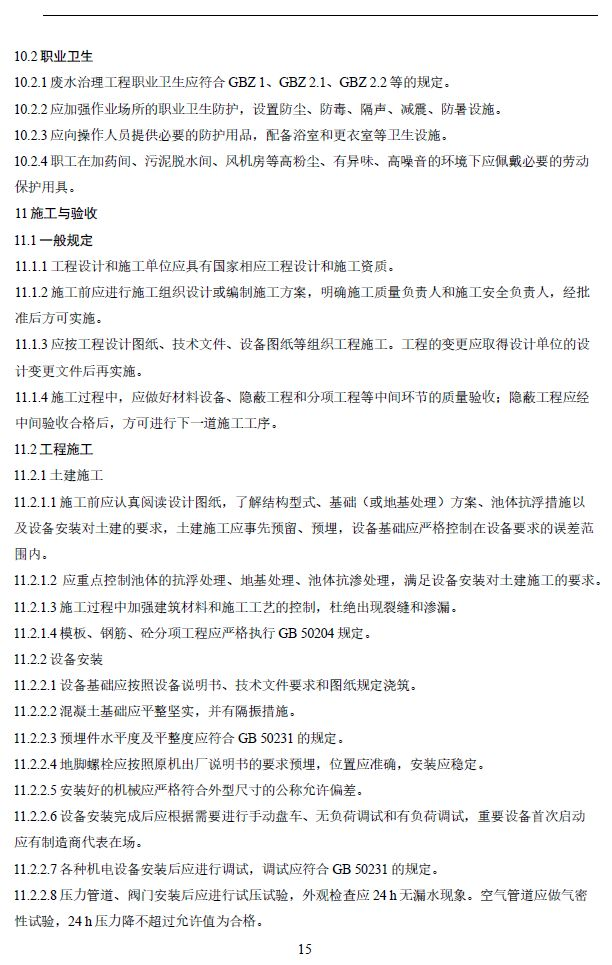 10.2 职业卫生
10.2.1 废水治理工程职业卫生应符合 GBZ 1、GBZ 2.1、GBZ 2.2 等的规定。
10.2.2 应加强作业场所的职业卫生防护，设置防尘、防毒、隔声、减震、防暑设施。
10.2.3 应向操作人员提供必要的防护用品，配备浴室和更衣室等卫生设施。
10.2.4 职工在加药间、污泥脱水间、风机房等高粉尘、有异味、高噪音的环境下应佩戴必要的劳动
保护用具。
11 施工与验收
11.1 一般规定
11.1.1 工程设计和施工单位应具有国家相应工程设计和施工资质。
11.1.2 施工前应进行施工组织设计或编制施工方案，明确施工质量负责人和施工安全负责人，经批
准后方可实施。
11.1.3 应按工程设计图纸、技术文件、设备图纸等组织工程施工。工程的变更应取得设计单位的设
计变更文件后再实施。
11.1.4 施工过程中，应做好材料设备、隐蔽工程和分项工程等中间环节的质量验收；隐蔽工程应经
中间验收合格后，方可进行下一道施工工序。
11.2 工程施工
11.2.1 土建施工
11.2.1.1 施工前应认真阅读设计图纸，了解结构型式、基础（或地基处理）方案、池体抗浮措施以
及设备安装对土建的要求，土建施工应事先预留、预埋，设备基础应严格控制在设备要求的误差范
围内。
11.2.1.2 应重点控制池体的抗浮处理、地基处理、池体抗渗处理，满足设备安装对土建施工的要求。
11.2.1.3 施工过程中加强建筑材料和施工工艺的控制，杜绝出现裂缝和渗漏。
11.2.1.4 模板、钢筋、砼分项工程应严格执行 GB 50204 规定。
11.2.2 设备安装
11.2.2.1 设备基础应按照设备说明书、技术文件要求和图纸规定浇筑。
11.2.2.2 混凝土基础应平整坚实，并有隔振措施。
11.2.2.3 预埋件水平度及平整度应符合 GB 50231 的规定。
11.2.2.4 地脚螺栓应按照原机出厂说明书的要求预埋，位置应准确，安装应稳定。
11.2.2.5 安装好的机械应严格符合外型尺寸的公称允许偏差。
11.2.2.6 设备安装完成后应根据需要进行手动盘车、无负荷调试和有负荷调试，重要设备首次启动
应有制造商代表在场。
11.2.2.7 各种机电设备安装后应进行调试，调试应符合 GB 50231 的规定。
11.2.2.8 压力管道、阀门安装后应进行试压试验，外观检查应 24 h 无漏水现象。空气管道应做气密
性试验，24 h 压力降不超过允许值为合格。
15